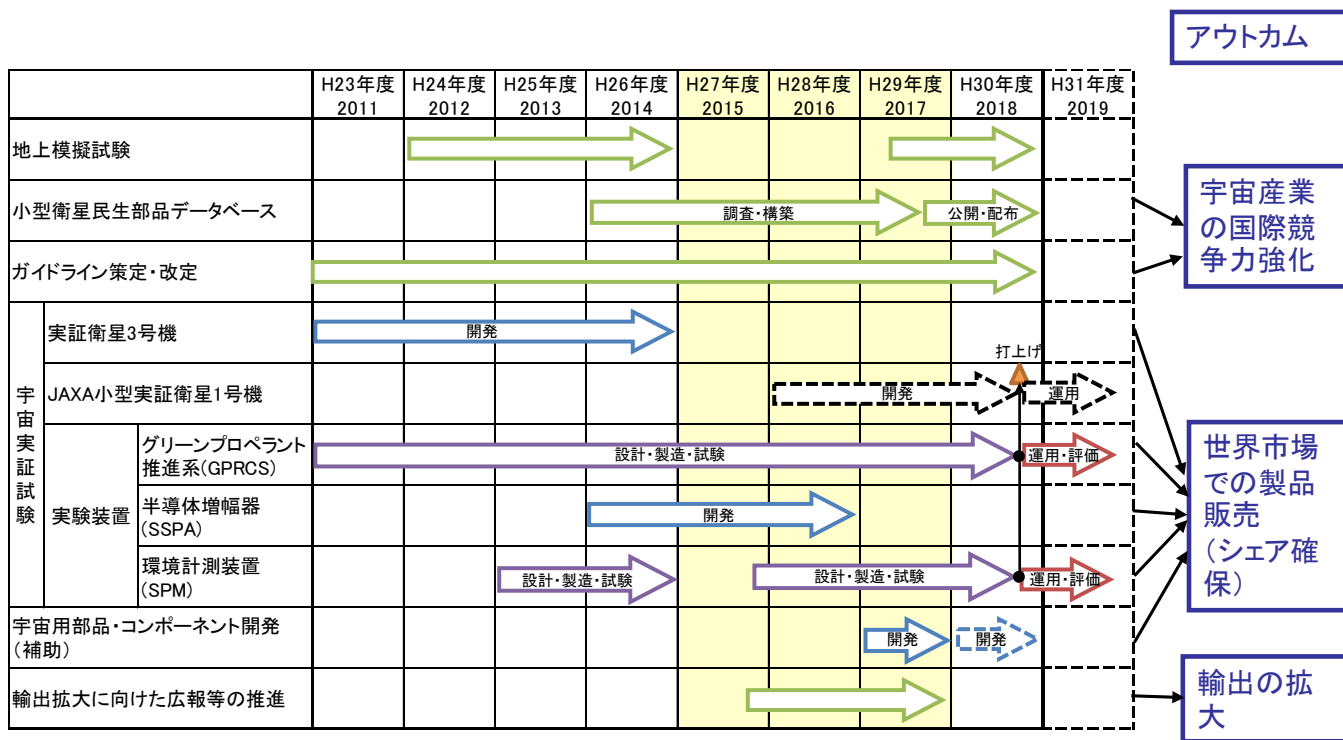 アウトカム
H23年度 H24年度 H25年度 H26年度 H27年度 H28年度 H29年度 H30年度 H31年度
2011 2012 2013 2014 2015 2016 2017 2018 2019
地上模擬試験
小型衛星民生部品データベース
調査・構築
公開・配布
ガイドライン策定・改定
宇宙産業
の国際競
争力強化
宇宙実証試験
実証衛星3号機
開発
打上げ
JAXA小型実証衛星1号機
開発
運用
実験装置
グリーンプロペラント
推進系(GPRCS)
設計・製造・試験
運用・評価
半導体増幅器
(SSPA)
開発
環境計測装置
(SPM)
設計・製造・試験
設計・製造・試験
運用・評価
世界市場
での製品
販売
(シェア確
保)
宇宙用部品・コンポーネント開発
(補助)
開発
開発
輸出拡大に向けた広報等の推進
輸出の拡
大